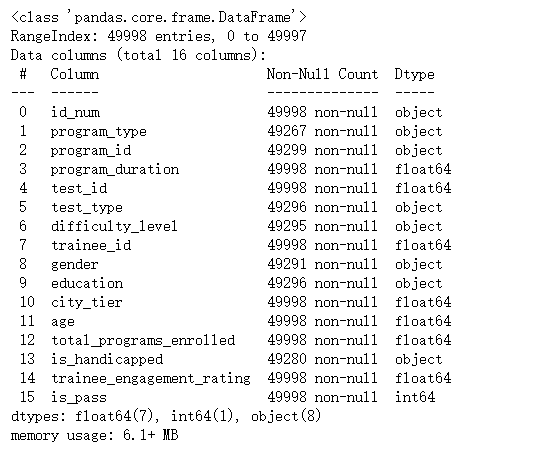 <class 'pandas.core.frame.DataFrame'>
RangeIndex: 49998 entries, 0 to 49997
Data columns (total 16 columns):
 #   Column                    Non-Null Count  Dtype
---  ------                    --------------  -----
 0   id_num                    49998 non-null  object
 1   program_type              49267 non-null  object
 2   program_id                49299 non-null  object
 3   program_duration          49998 non-null  float64
 4   test_id                   49998 non-null  float64
 5   test_type                 49296 non-null  object
 6   difficulty_level          49295 non-null  object
 7   trainee_id                49998 non-null  float64
 8   gender                    49291 non-null  object
 9   education                 49296 non-null  object
 10  city_tier                 49998 non-null  float64
 11  age                       49998 non-null  float64
 12  total_programs_enrolled   49998 non-null  float64
 13  is_handicapped            49280 non-null  object
 14  trainee_engagement_rating  49998 non-null  float64
 15  is_pass                   49998 non-null  int64
dtypes: float64(7), int64(1), object(8)
memory usage: 6.1+ MB